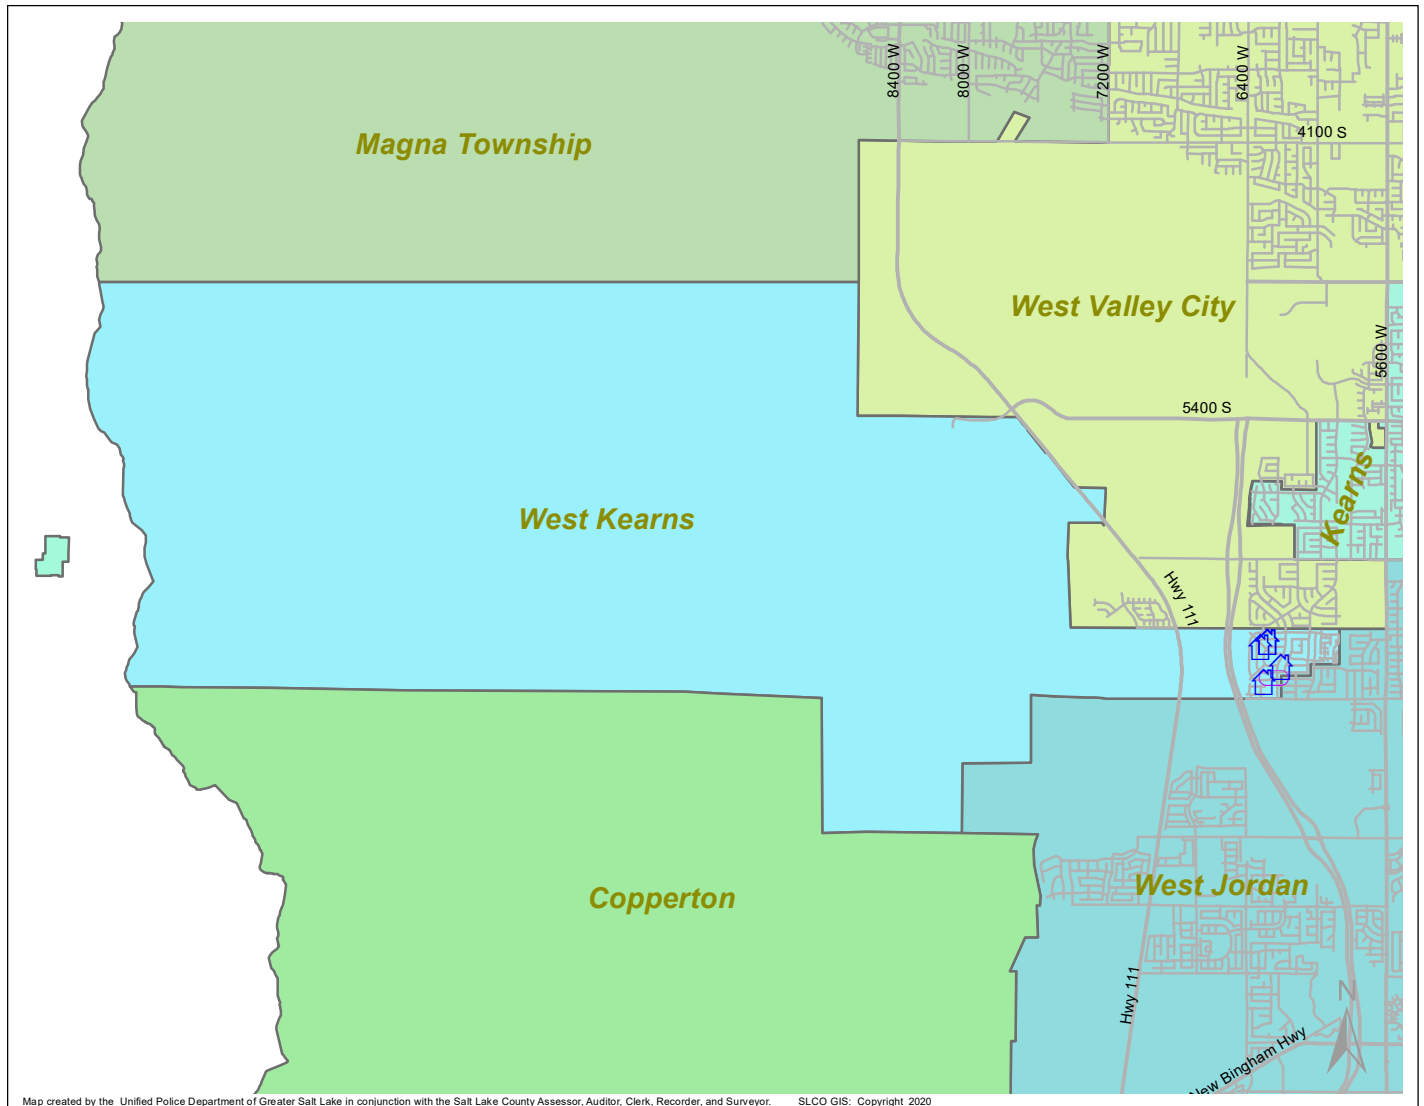 8400 W
8000 W
7200 W
6400 W
4100 S
Magna Township
West Valley City
5600 W
5400 S
Kearns
West Kearns
Hwy 111
West Jordan
Copperton
Hwy 111
N
New Bingham Hwy
Map created by the Unified Police Department of Greater Salt Lake in conjunction with the Salt Lake County Assessor, Auditor, Clerk, Recorder, and Surveyor. SLCO GIS: Copyright 2020